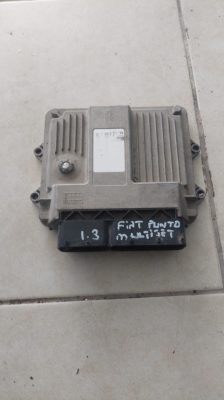 1.3
FIAT PUNTO
MULTIJET